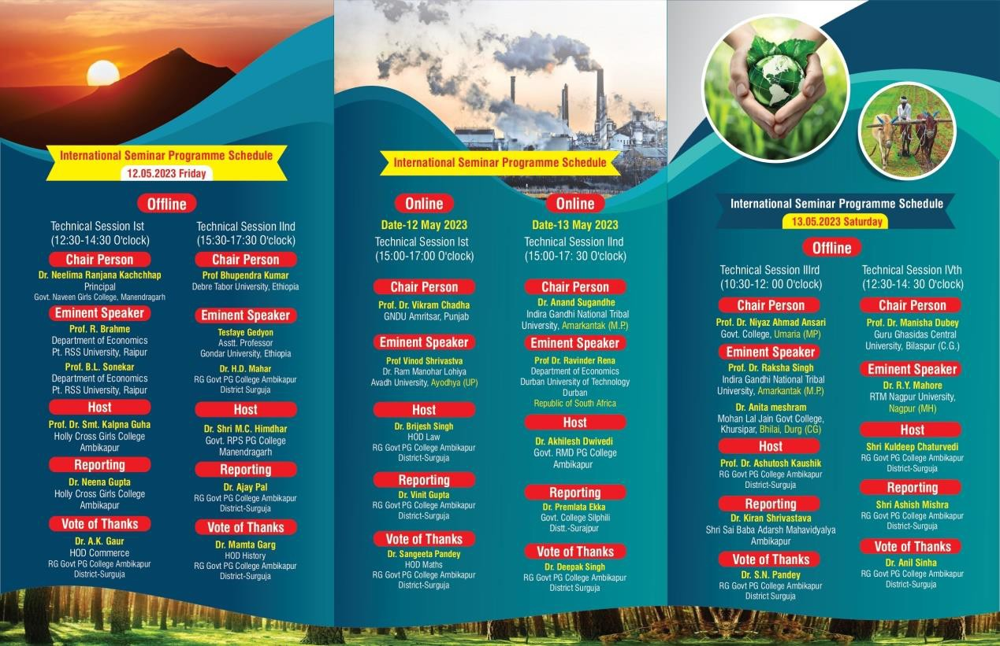 International Seminar Programme Schedule
12.05.2023 Friday
Offline
Technical Session Ist
(12:30-14:30 O'clock)
Chair Person
Dr. Neelima Ranjana Kachchhap
Principal
Govt. Naveen Girls College, Manendragarh
Eminent Speaker
Prof. R. Brahme
Department of Economics
Pt. RSS University, Raipur
Prof. B.L. Sonekar
Department of Economics
Pt. RSS University, Raipur
Host
Prof. Dr. Smt. Kalpna Guha
Holly Cross Girls College
Ambikapur
Reporting
Dr. Neena Gupta
Holly Cross Girls College
Ambikapur
Vote of Thanks
Dr. A.K. Gaur
HOD Commerce
RG Govt PG College Ambikapur
District-Surguja
Technical Session IInd
(15:30-17:30 O'clock)
Chair Person
Prof Bhupendra Kumar
Debre Tabor University, Ethiopia
Eminent Speaker
Tesfaye Gedyon
Asstt. Professor
Gondar University, Ethiopia
Dr. H.D. Mahar
RG Govt PG College Ambikapur
District Surguja
Host
Dr. Shri M.C. Himdhar
Govt. RPS PG College
Manendragarh
Reporting
Dr. Ajay Pal
RG Govt PG College Ambikapur
District-Surguja
Vote of Thanks
Dr. Mamta Garg
HOD History
RG Govt PG College Ambikapur
District-Surguja
International Seminar Programme Schedule
Online
Date-12 May 2023
Technical Session Ist
(15:00-17:00 O'clock)
Chair Person
Prof. Dr. Vikram Chadha
GNDU Amritsar, Punjab
Eminent Speaker
Prof Vinod Shrivastva
Dr. Ram Manohar Lohiya
Avadh University, Ayodhya (UP)
Host
Dr. Brijesh Singh
HOD Law
RG Govt PG College Ambikapur
District-Surguja
Reporting
Dr. Vinit Gupta
RG Govt PG College Ambikapur
District-Surguja
Vote of Thanks
Dr. Sangeeta Pandey
HOD Maths
RG Govt PG College Ambikapur
District-Surguja
Online
Date-13 May 2023
Technical Session IInd
(15:00-17: 30 O'clock)
Chair Person
Dr. Anand Sugandhe
Indira Gandhi National Tribal
University, Amarkantak (M.P.)
Eminent Speaker
Prof Dr. Ravinder Rena
Department of Economics
Durban University of Technology
Durban
Republic of South Africa
Host
Dr. Akhilesh Dwivedi
Govt. RMD PG College
Ambikapur
Reporting
Dr. Premlata Ekka
Govt. College Silphili
Distt.-Surajpur
Vote of Thanks
Dr. Deepak Singh
RG Govt PG College Ambikapur
District Surguja
International Seminar Programme Schedule
13.05.2023 Saturday
Offline
Technical Session IIIrd
(10:30-12: 00 O'clock)
Chair Person
Prof. Dr. Niyaz Ahmad Ansari
Govt. College, Umaria (MP)
Eminent Speaker
Prof. Dr. Raksha Singh
Indira Gandhi National Tribal
University, Amarkantak (M.P.)
Dr. Anita meshram
Mohan Lal Jain Govt College,
Khursipar, Bhilai, Durg (CG)
Host
Prof. Dr. Ashutosh Kaushik
RG Govt PG College Ambikapur
District-Surguja
Reporting
Dr. Kiran Shrivastava
Shri Sai Baba Adarsh Mahavidyalya
Ambikapur
Vote of Thanks
Dr. S.N. Pandey
RG Govt PG College Ambikapur
District Surguja
Technical Session IVth
(12:30-14: 30 O'clock)
Chair Person
Prof. Dr. Manisha Dubey
Guru Ghasidas Central
University, Bilaspur (C.G.)
Eminent Speaker
Dr. R.Y. Mahore
RTM Nagpur University,
Nagpur (MH)
Host
Shri Kuldeep Chaturvedi
RG Govt PG College Ambikapur
District-Surguja
Reporting
Shri Ashish Mishra
RG Govt PG College Ambikapur
District-Surguja
Vote of Thanks
Dr. Anil Sinha
RG Govt PG College Ambikapur
District-Surguja